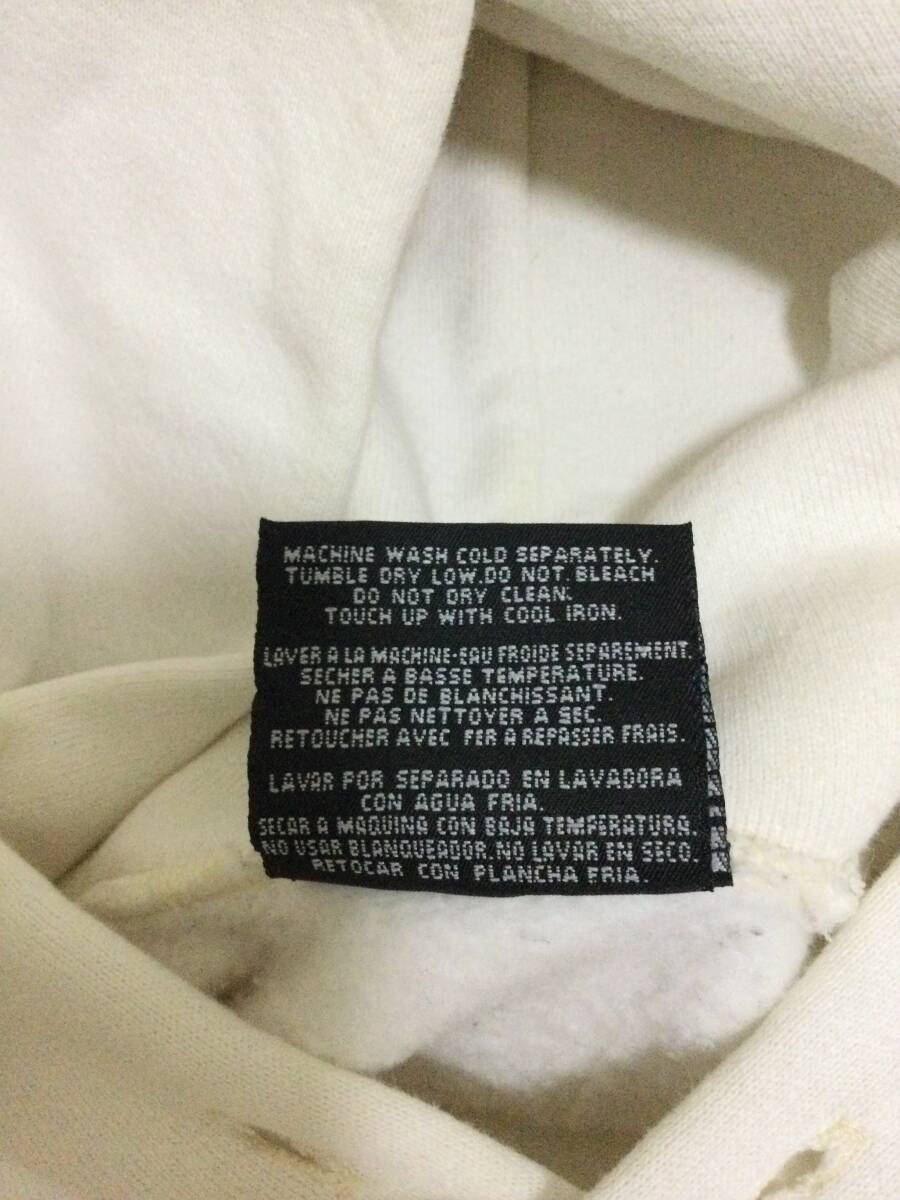 MACHINE WASH COLD SEPARATELY.
TUMBLE DRY LOW.DO NOT. BLEACH
DO NOT DRY CLEAN.
TOUCH UP WITH COOL IRON.
LAVER A LA MACHINE-EAU FROIDE SEPAREMENT.
SECHER A BASSE TEMPERATURE.
NE PAS DE BLANCHISSANT.
NE PAS NETTOYER A SEC.
RETOUCHER AVEC FER A REPASSER FRAIS.
LAVAR POR SEPARADO EN LAVADORA
CON AGUA FRIA.
SECAR A MAQUINA CON BAJA TEMPERATURA.
NO USAR BLANQUEADOR.NO LAVAR EN SECO.
RETOCAR CON PLANCHA FRIA.